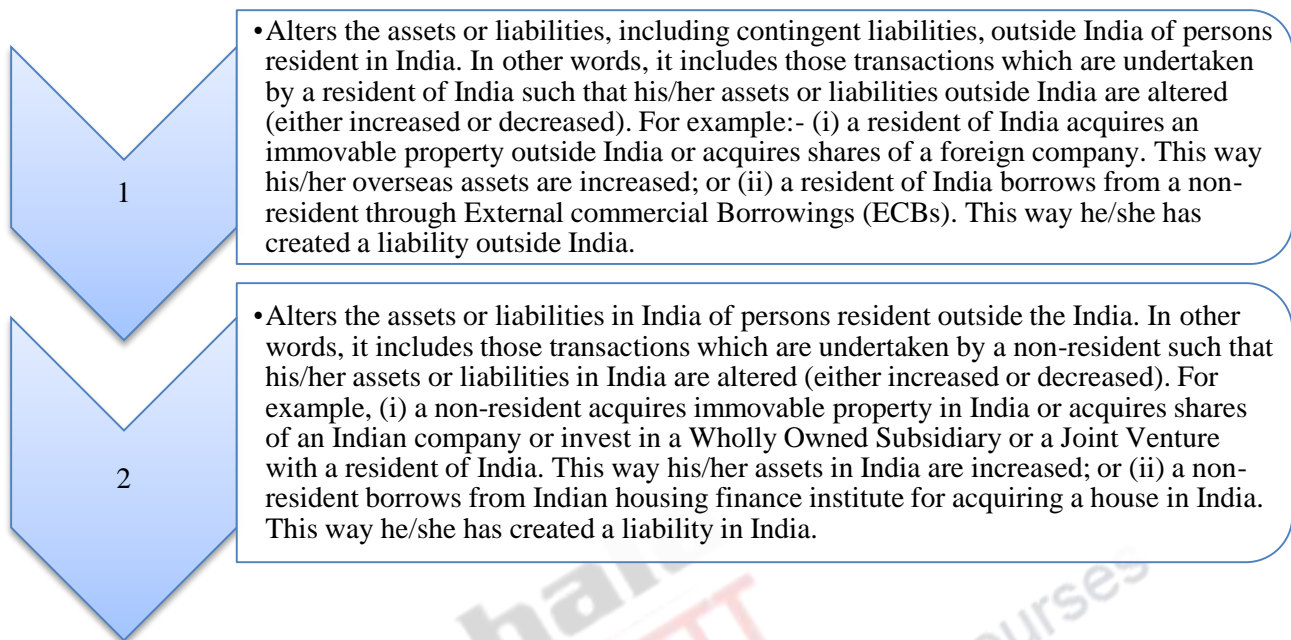 •Alters the assets or liabilities, including contingent liabilities, outside India of persons
resident in India. In other words, it includes those transactions which are undertaken
by a resident of India such that his/her assets or liabilities outside India are altered
(either increased or decreased). For example:- (i) a resident of India acquires an
immovable property outside India or acquires shares of a foreign company. This way
his/her overseas assets are increased; or (ii) a resident of India borrows from a non-
resident through External commercial Borrowings (ECBs). This way he/she has
created a liability outside India.
1
•Alters the assets or liabilities in India of persons resident outside the India. In other
words, it includes those transactions which are undertaken by a non-resident such that
his/her assets or liabilities in India are altered (either increased or decreased). For
example, (i) a non-resident acquires immovable property in India or acquires shares
of an Indian company or invest in a Wholly Owned Subsidiary or a Joint Venture
with a resident of India. This way his/her assets in India are increased; or (ii) a non-
resident borrows from Indian housing finance institute for acquiring a house in India.
This way he/she has created a liability in India.
2